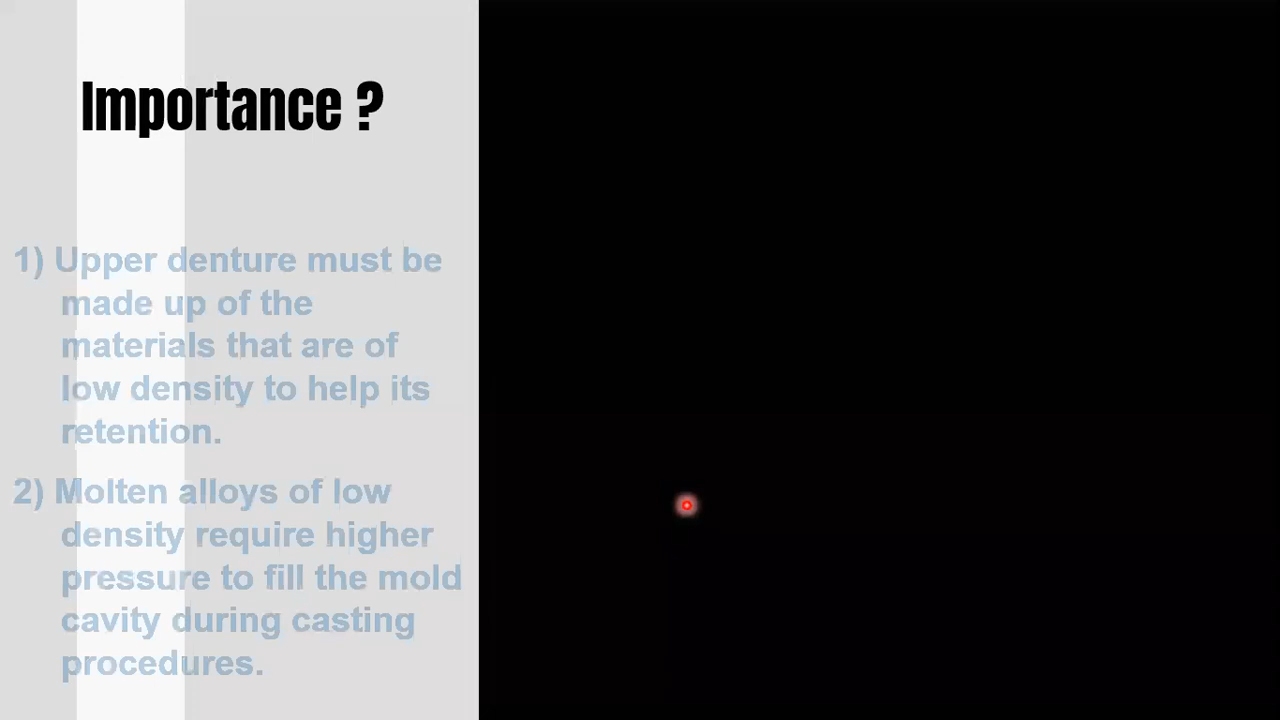 Importance ?
1) Upper denture must be
made up of the
materials that are of
low density to help its
retention.
2) Molten alloys of low
density require higher
pressure to fill the mold
cavity during casting
procedures.